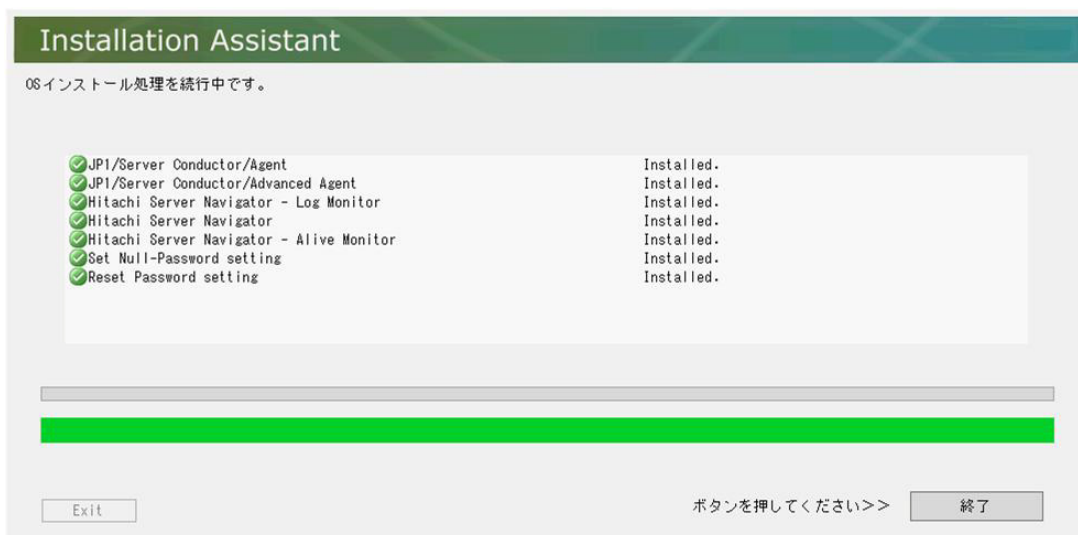 Installation Assistant
OSインストール処理を続行中です。
JP1/Server Conductor/Agent Installed.
JP1/Server Conductor/Advanced Agent Installed.
Hitachi Server Navigator - Log Monitor Installed.
Hitachi Server Navigator Installed.
Hitachi Server Navigator - Alive Monitor Installed.
Set Null-Password setting Installed.
Reset Password setting Installed.
Exit ボタンを押してください>> 終了